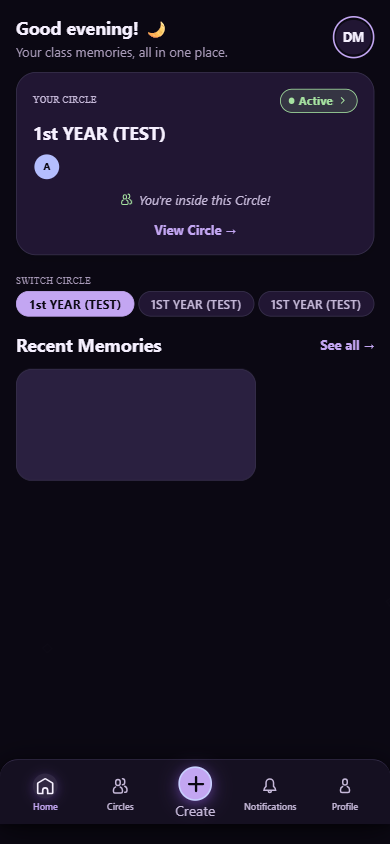 Good evening! 🌙
DM
Your class memories, all in one place.
YOUR CIRCLE
Active
1st YEAR (TEST)
A
You're inside this Circle!
View Circle →
SWITCH CIRCLE
1st YEAR (TEST)
1ST YEAR (TEST)
1ST YEAR (TEST)
Recent Memories
See all →
Home
Circles
Create
Notifications
Profile